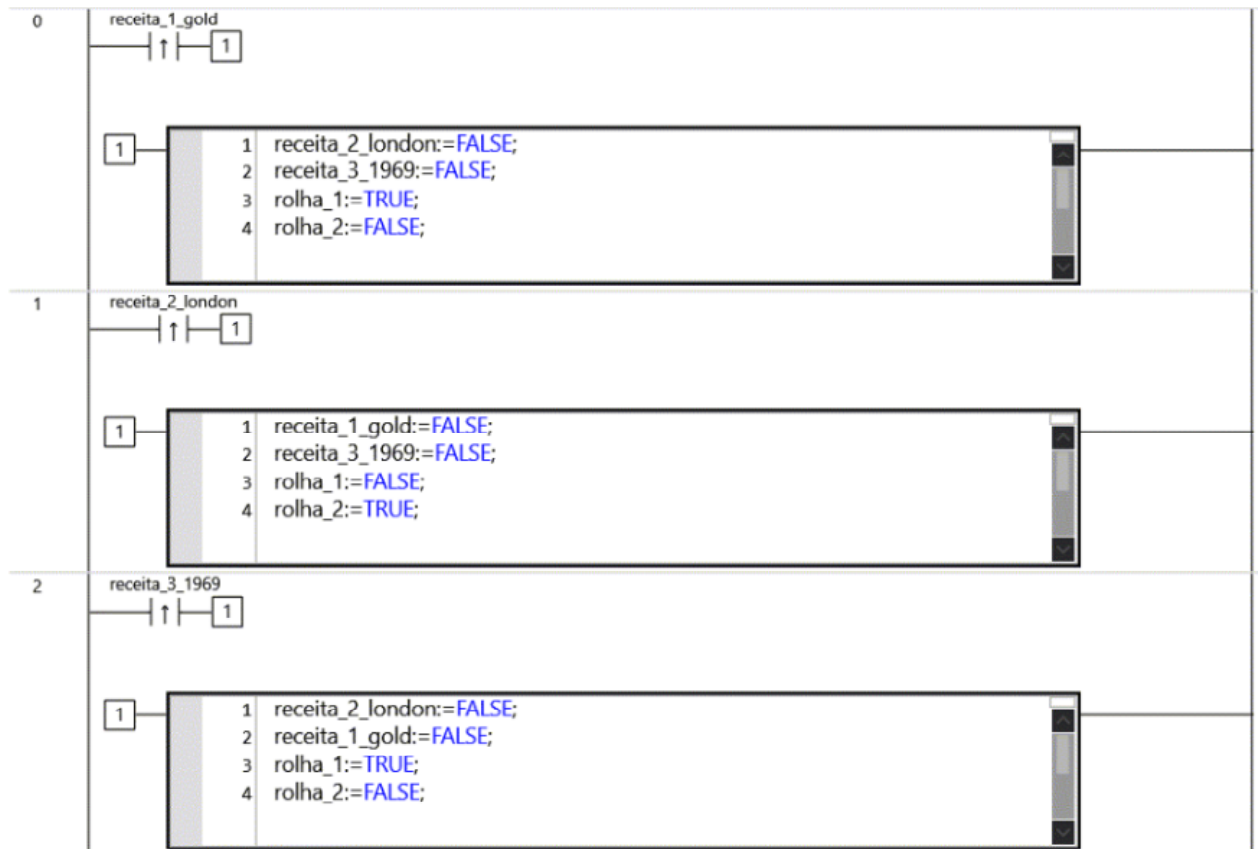 0
receita_1_gold
↑ 1
1
1 receita_2_london:=FALSE;
2 receita_3_1969:=FALSE;
3 rolha_1:=TRUE;
4 rolha_2:=FALSE;
1
receita_2_london
↑ 1
1
1 receita_1_gold:=FALSE;
2 receita_3_1969:=FALSE;
3 rolha_1:=FALSE;
4 rolha_2:=TRUE;
2
receita_3_1969
↑ 1
1
1 receita_2_london:=FALSE;
2 receita_1_gold:=FALSE;
3 rolha_1:=TRUE;
4 rolha_2:=FALSE;